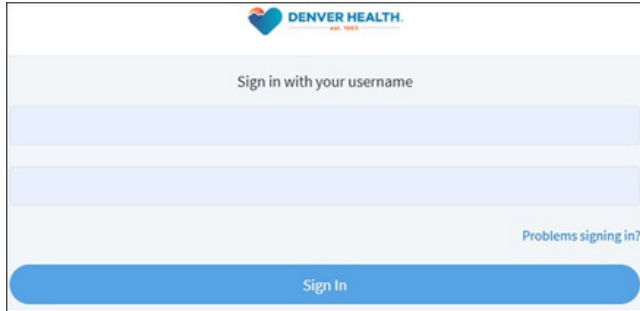 DENVER HEALTH.
est. 1860
Sign in with your username
Problems signing in?
Sign In